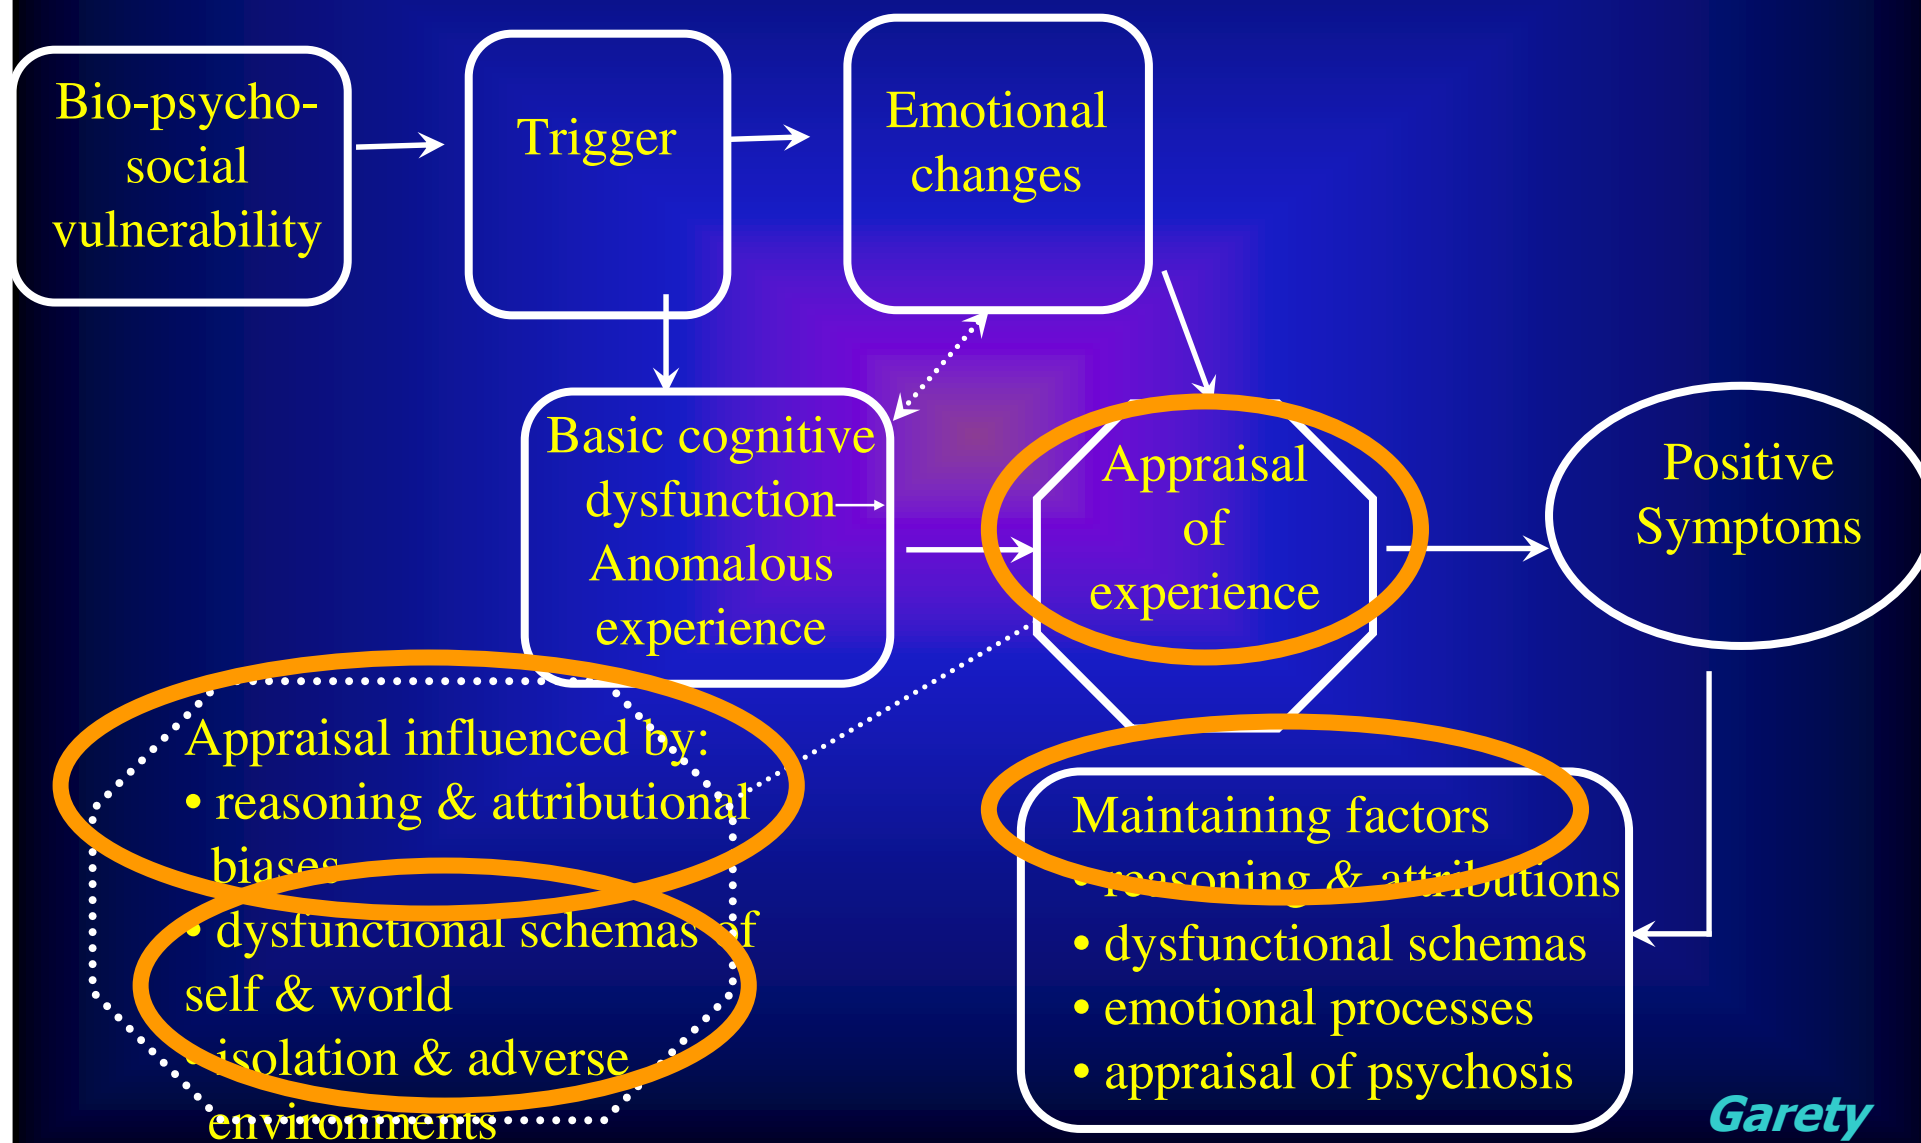 Bio-psycho-
social
vulnerability
Trigger
Emotional
changes
Basic cognitive
dysfunction
Anomalous
experience
Appraisal
of
experience
Positive
Symptoms
Appraisal influenced by:
• reasoning & attributional
biases
• dysfunctional schemas of
self & world
• isolation & adverse
environments
Maintaining factors
• reasoning & attributions
• dysfunctional schemas
• emotional processes
• appraisal of psychosis
Garety